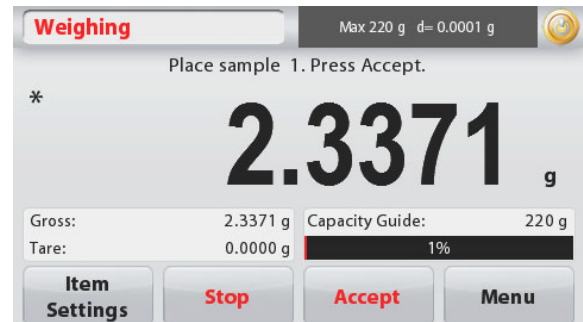 Weighing
Max 220 g d= 0.0001 g
Place sample 1. Press Accept.
*
2.3371 g
Gross: 2.3371 g Capacity Guide: 220 g
Tare: 0.0000 g 1%
Item Settings
Stop
Accept
Menu